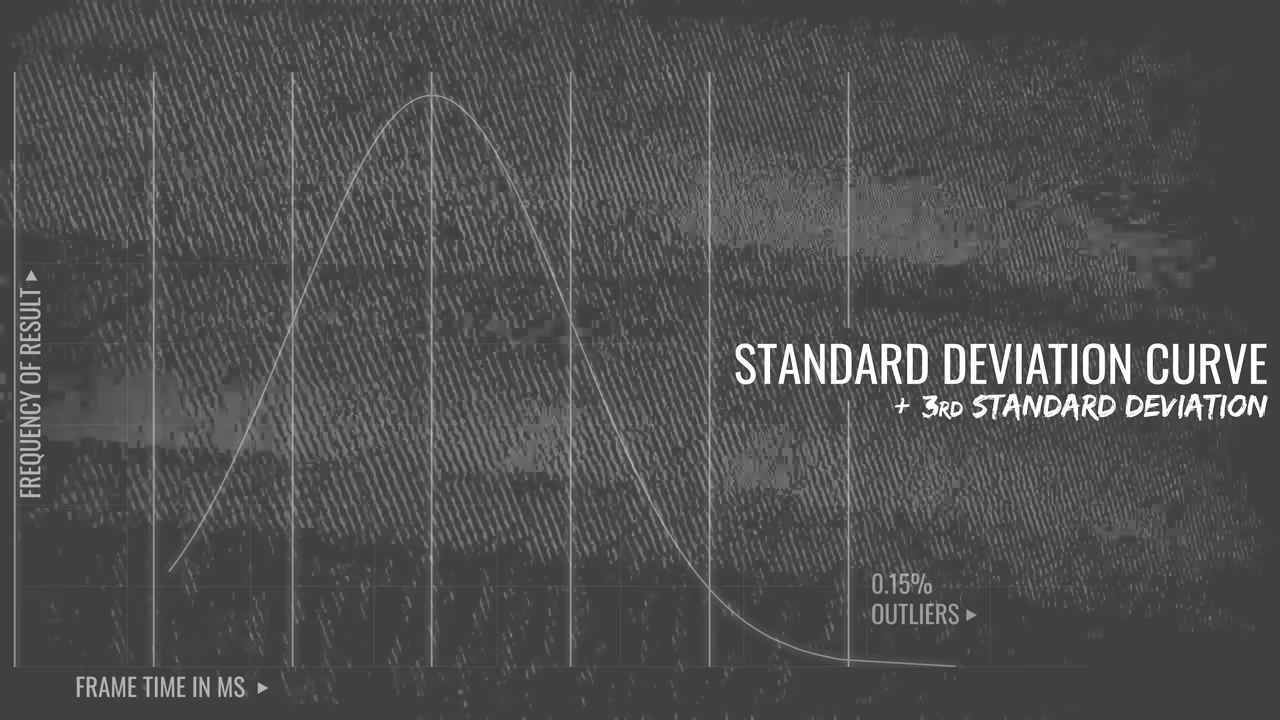 STANDARD DEVIATION CURVE
+ 3RD STANDARD DEVIATION
FREQUENCY OF RESULT
0.15%
OUTLIERS
FRAME TIME IN MS